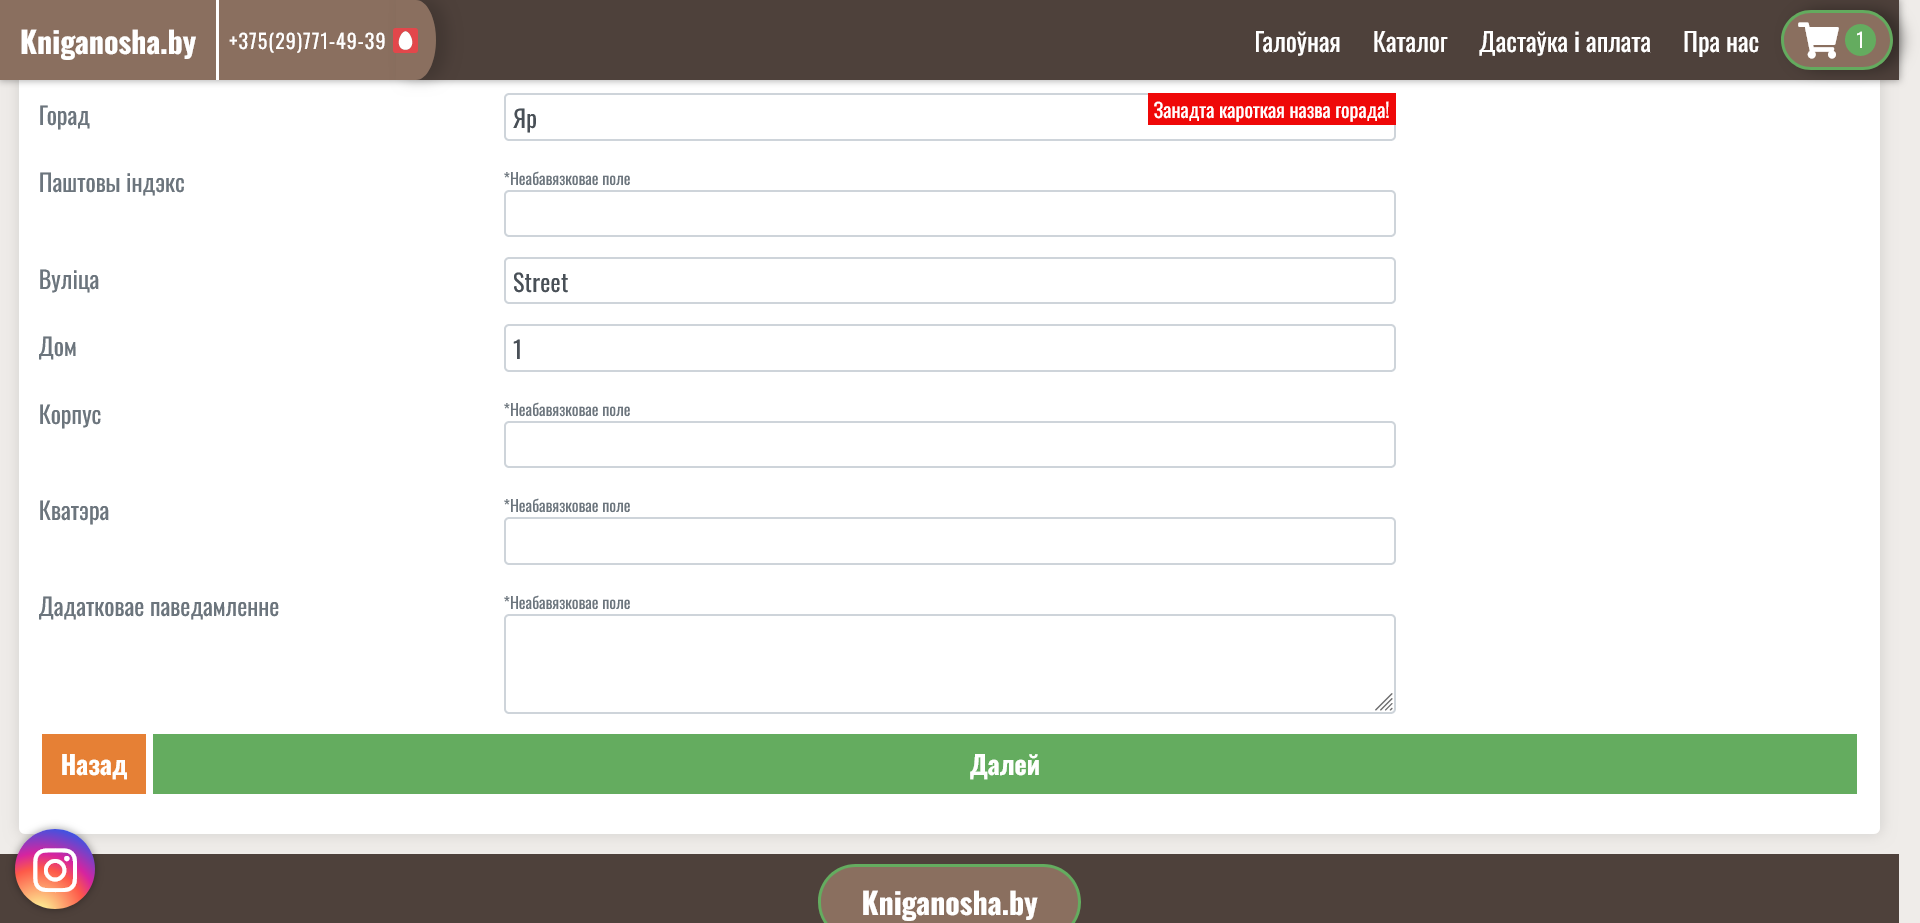 Kniganosha.by
+375(29)771-49-39
Галоўная
Каталог
Дастаўка і аплата
Пра нас
1
Горад
Яр
Занадта кароткая назва горада!
Паштовы індэкс
*Неабавязковае поле
Вуліца
Street
Дом
1
Корпус
*Неабавязковае поле
Кватэра
*Неабавязковае поле
Дадатковае паведамленне
*Неабавязковае поле
Назад
Далей
Kniganosha.by